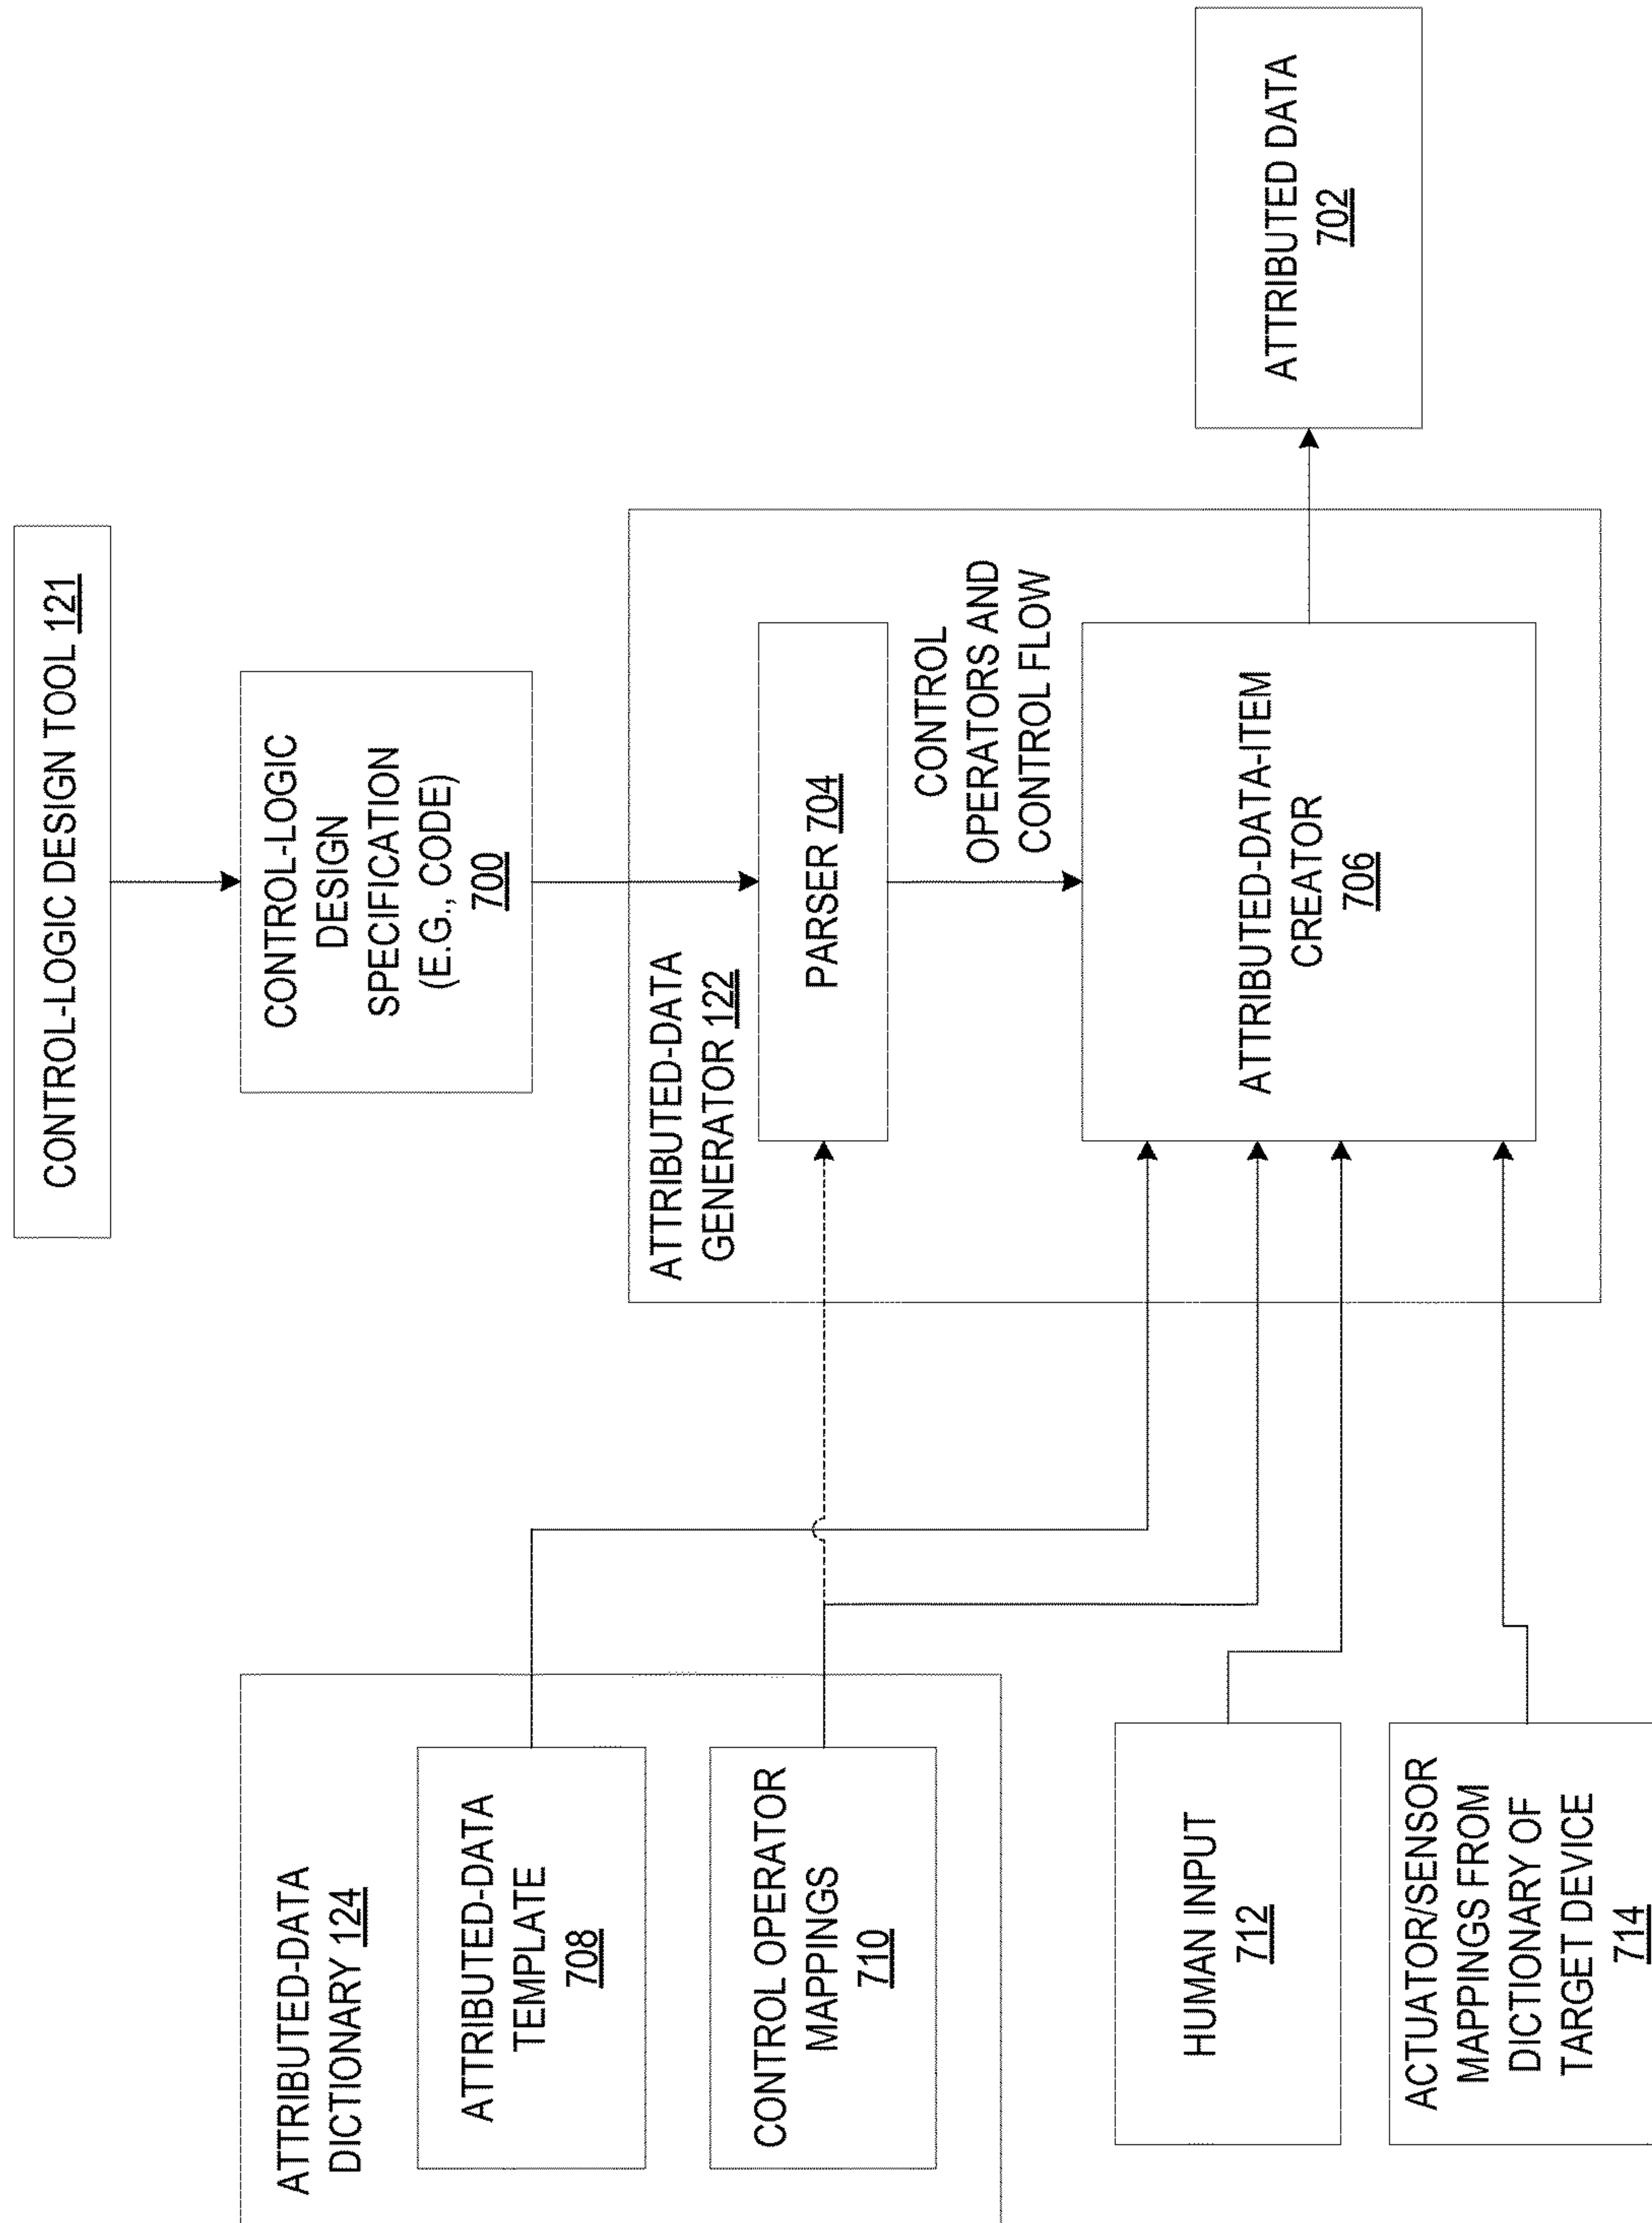 CONTROL-LOGIC DESIGN TOOL 121
CONTROL-LOGIC
DESIGN
SPECIFICATION
(E.G., CODE)
700
ATTRIBUTED-DATA
DICTIONARY 124
ATTRIBUTED-DATA
TEMPLATE
708
CONTROL OPERATOR
MAPPINGS
710
HUMAN INPUT
712
ACTUATOR/SENSOR
MAPPINGS FROM
DICTIONARY OF
TARGET DEVICE
714
ATTRIBUTED-DATA
GENERATOR 122
PARSER 704
CONTROL
OPERATORS AND
CONTROL FLOW
ATTRIBUTED-DATA-ITEM
CREATOR
706
ATTRIBUTED DATA
702